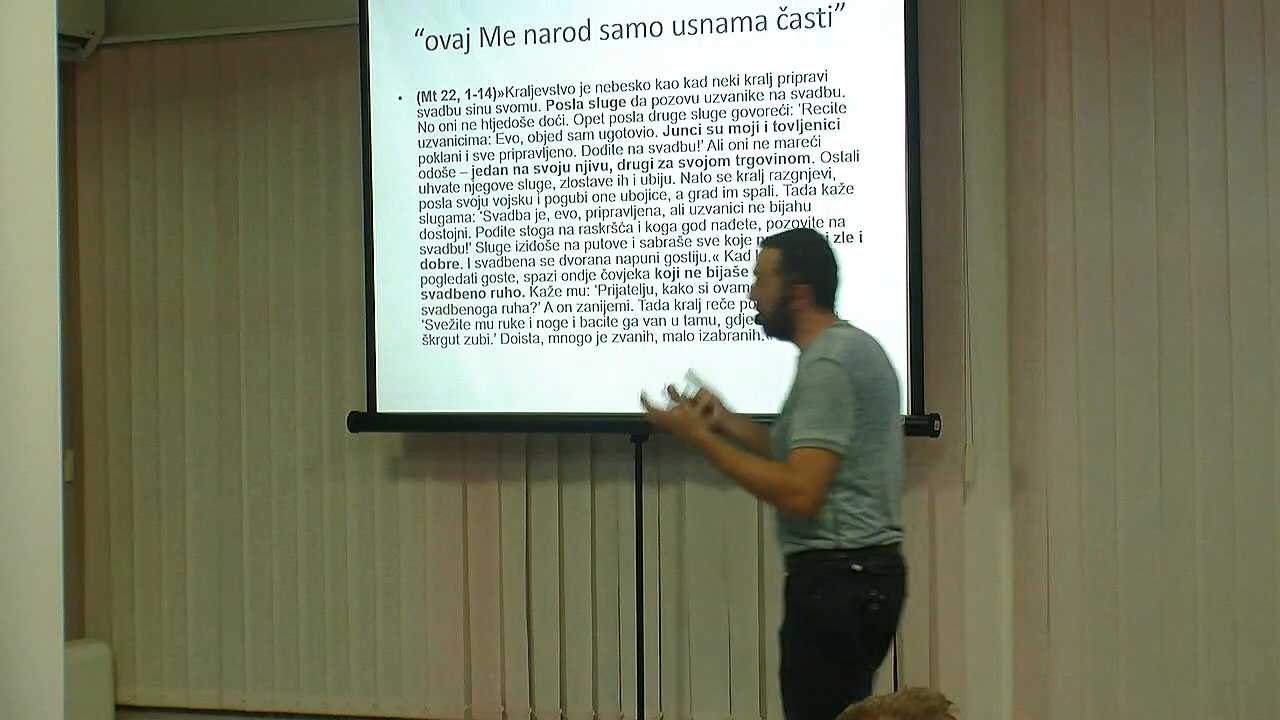 “ovaj Me narod samo usnama časti”
• (Mt 22, 1-14)»Kraljevstvo je nebesko kao kad neki kralj pripravi
svadbu sinu svomu. Posla sluge da pozovu uzvanike na svadbu.
No oni ne htjedoše doći. Opet posla druge sluge govoreći: 'Recite
uzvanicima: Evo, objed sam ugotovio. Junci su moji i tovljenici
poklani i sve pripravljeno. Dođite na svadbu!' Ali oni ne mareći
odoše – jedan na svoju njivu, drugi za svojom trgovinom. Ostali
uhvate njegove sluge, zlostave ih i ubiju. Nato se kralj razgnjevi,
posla svoju vojsku i pogubi one ubojice, a grad im spali. Tada kaže
slugama: 'Svadba je, evo, pripravljena, ali uzvanici ne bijahu
dostojni. Pođite stoga na raskršća i koga god nađete, pozovite na
svadbu!' Sluge iziđoše na putove i sabraše sve koje i zle i
dobre. I svadbena se dvorana napuni gostiju.« Kad
pogledati goste, spazi ondje čovjeka koji ne bijaše
svadbeno ruho. Kaže mu: 'Prijatelju, kako si ovam
svadbenoga ruha?' A on zanijemi. Tada kralj reče
'Svežite mu ruke i noge i bacite ga van u tamu, gdje
škrgut zubi.' Doista, mnogo je zvanih, malo izabranih.«